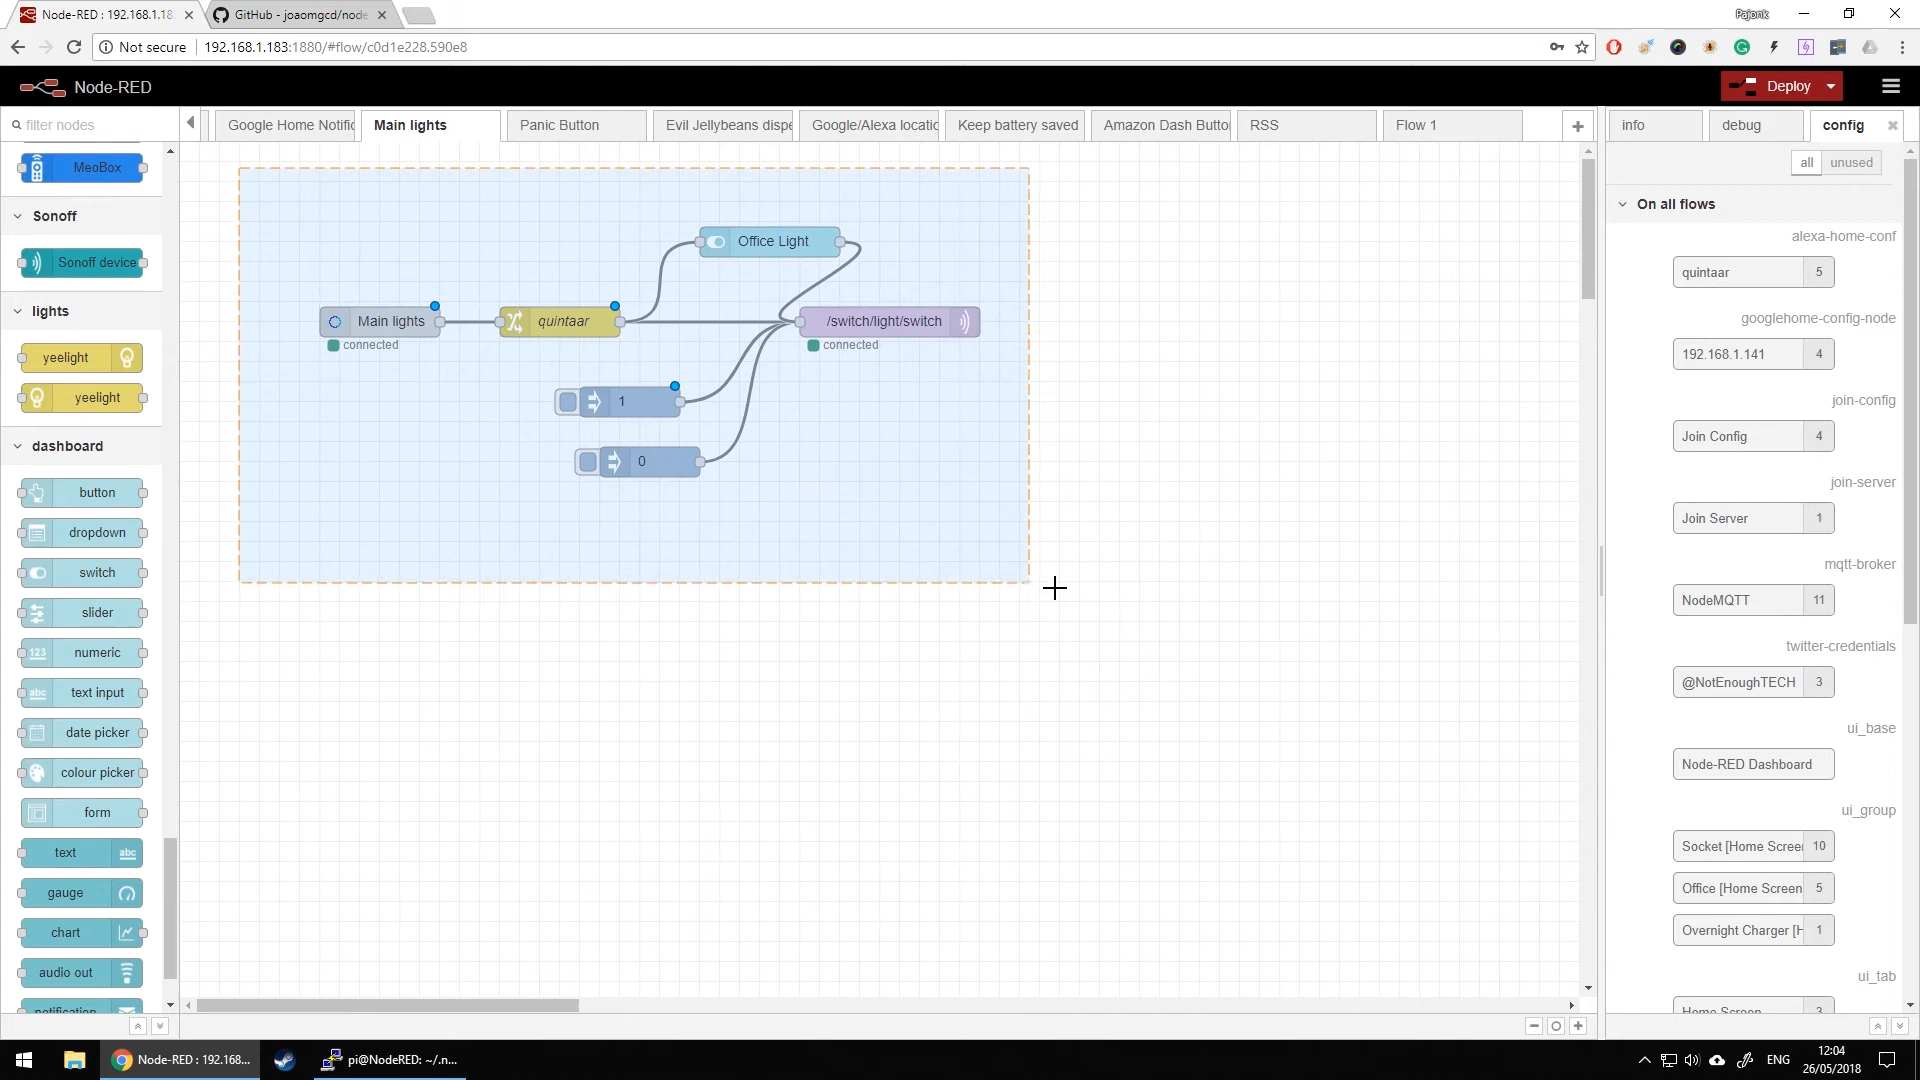 Node-RED : 192.168.1.18
GitHub - joaomgcd/node
Pajonk
Not secure
192.168.1.183:1880/#flow/c0d1e228.590e8
Node-RED
Deploy
filter nodes
Google Home Notific
Main lights
Panic Button
Evil Jellybeans dispe
Google/Alexa locatic
Keep battery saved
Amazon Dash Button
RSS
Flow 1
info
debug
config
MeoBox
Sonoff
Sonoff device
lights
yeelight
yeelight
dashboard
button
dropdown
switch
slider
123
numeric
abc
text input
date picker
colour picker
form
text
abc
gauge
chart
audio out
notification
Office Light
Main lights
connected
quintaar
/switch/light/switch
connected
1
0
all
unused
On all flows
alexa-home-conf
quintaar 5
googlehome-config-node
192.168.1.141 4
join-config
Join Config 4
join-server
Join Server 1
mqtt-broker
NodeMQTT 11
twitter-credentials
@NotEnoughTECH 3
ui_base
Node-RED Dashboard
ui_group
Socket [Home Screen 10
Office [Home Screen 5
Overnight Charger [H 1
ui_tab
Home Screen 3
Node-RED : 192.168...
pi@NodeRED: ~/.n...
ENG
12:04
26/05/2018